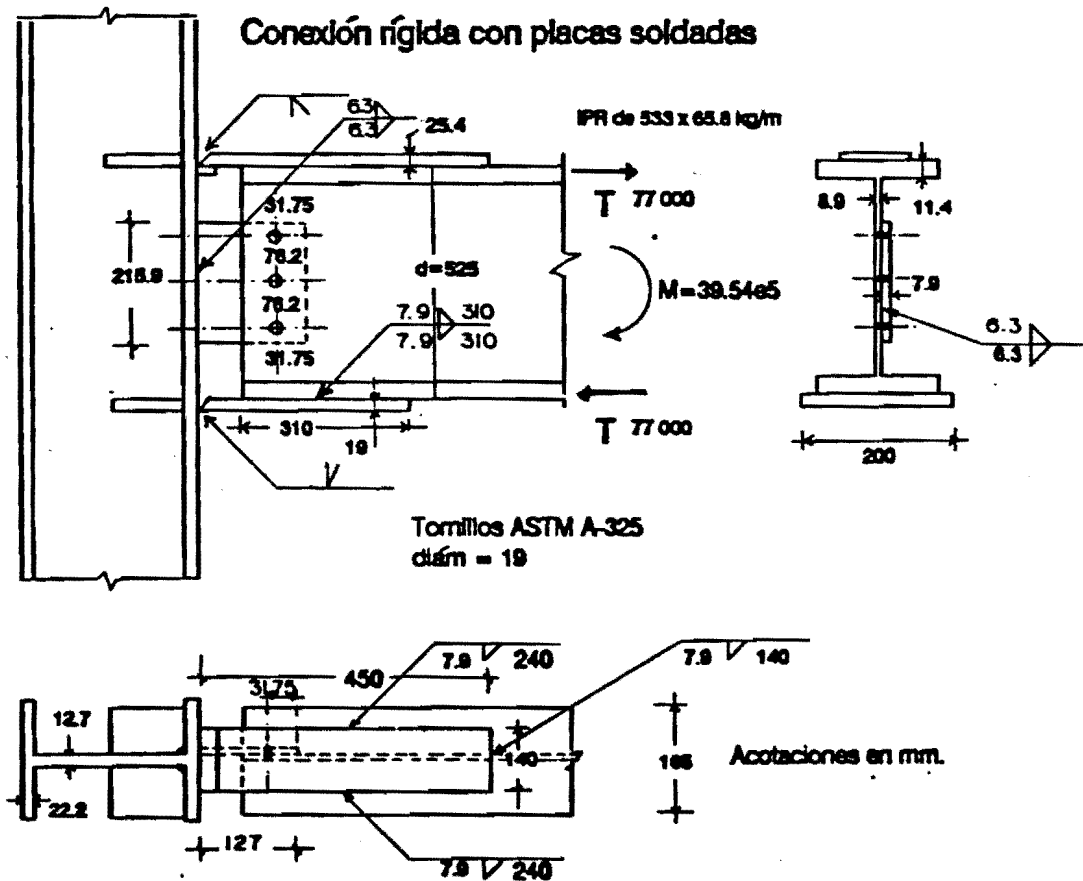 Conexión rígida con placas soldadas
6.3
6.3
25.4
IPR de 533 x 65.8 kg/m
T 77 000
8.9
11.4
31.75
76.2
d=525
M=39.54e5
76.2
7.9
7.9 310
7.9 310
6.3
6.3
31.75
310
19
T 77 000
200
Tornillos ASTM A-325
diám = 19
7.9 240
7.9 140
450
31.75
12.7
140
Acotaciones en mm.
22.2
127
7.9 240